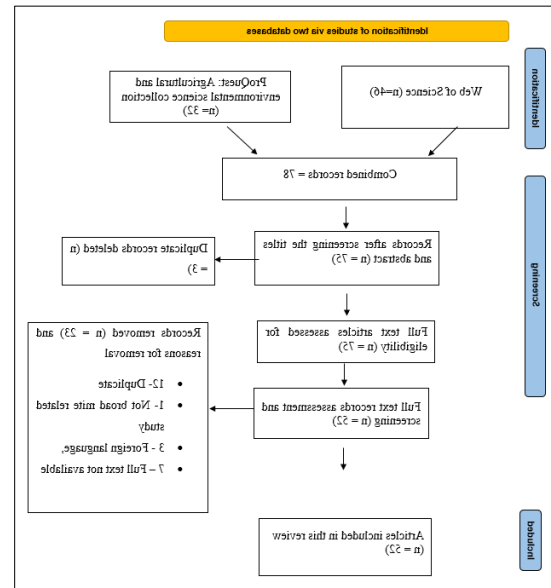 Identification of studies via two databases
Identification
Web of Science (n=46)
ProQuest: Agricultural and
environmental science collection
(n= 32)
Combined records = 78
Screening
Records after screening the titles
and abstract (n = 75)
Duplicate records deleted (n
= 3)
Full text articles assessed for
eligibility (n = 75)
Full text records assessment and
screening (n = 52)
Records removed (n = 23) and
reasons for removal
• 12- Duplicate
• 1- Not broad mite related
study
• 3 - Foreign language,
• 7 – Full text not available
Included
Articles included in this review
(n = 52)